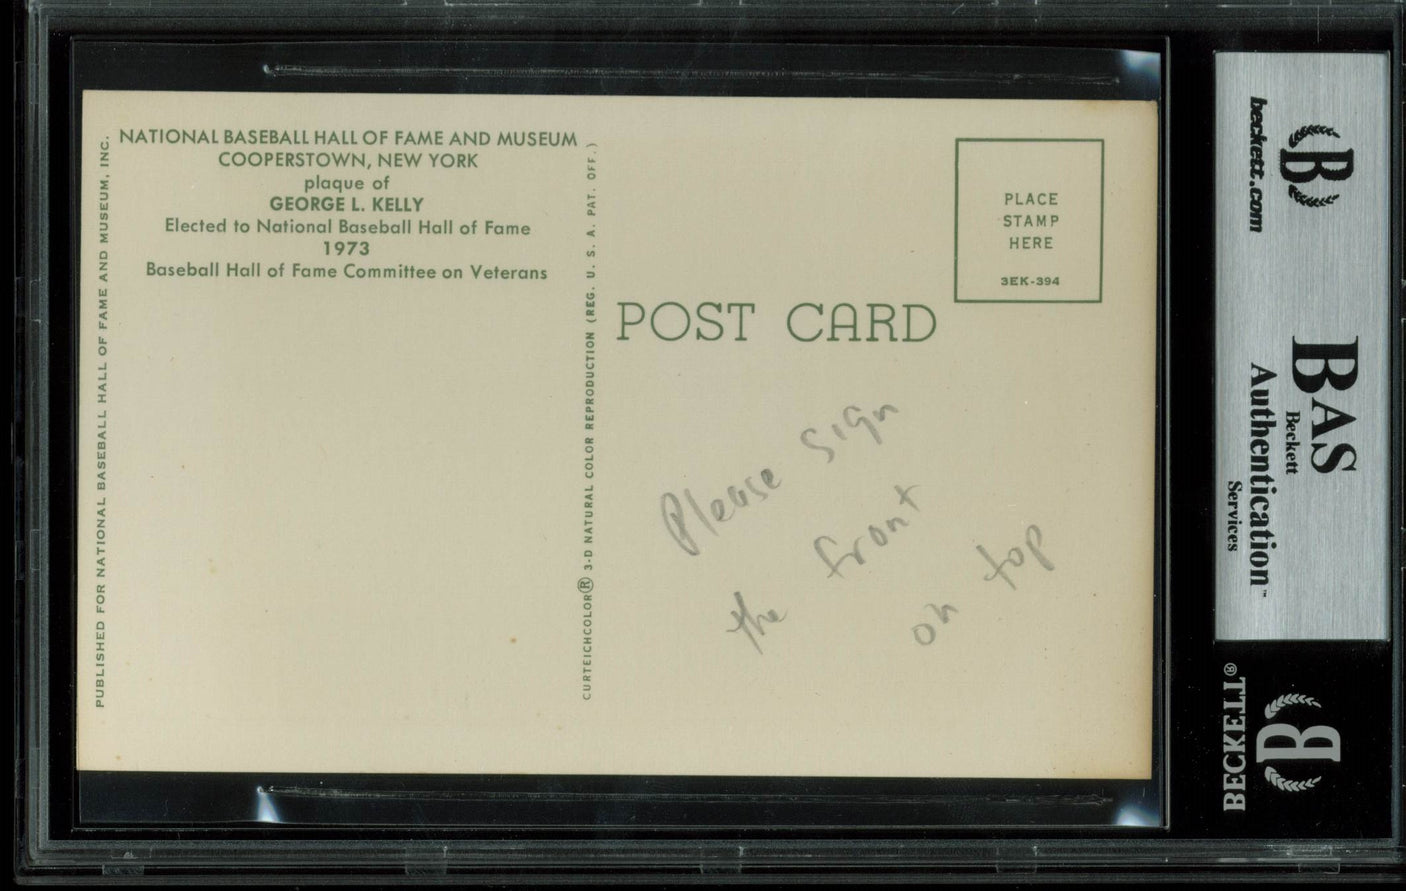 NATIONAL BASEBALL HALL OF FAME AND MUSEUM
COOPERSTOWN, NEW YORK
plaque of
GEORGE L. KELLY
Elected to National Baseball Hall of Fame
1973
Baseball Hall of Fame Committee on Veterans
PUBLISHED FOR NATIONAL BASEBALL HALL OF FAME AND MUSEUM, INC.
CURTEICHCOLOR® 3-D NATURAL COLOR REPRODUCTION (REG. U. S. A. PAT. OFF.)
POST CARD
PLACE
STAMP
HERE
3EK-394
Please sign
the front
on top
B
beckett.com
BAS
Beckett
Authentication™
Services
B
BECKETT®